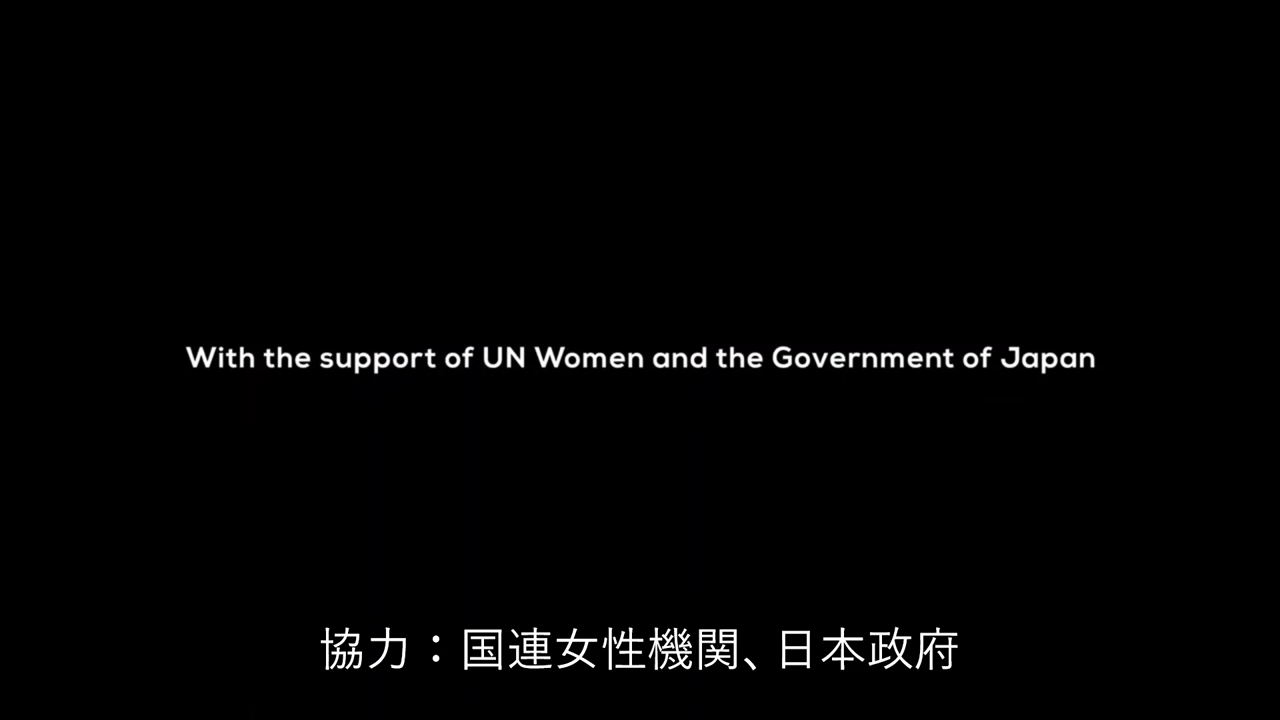 With the support of UN Women and the Government of Japan
協力：国連女性機関、日本政府